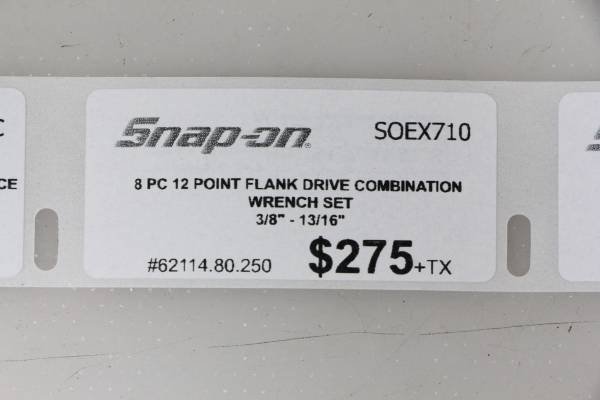 Snap-on® SOEX710
8 PC 12 POINT FLANK DRIVE COMBINATION
WRENCH SET
3/8" - 13/16"
#62114.80.250 $275+TX
C
CE